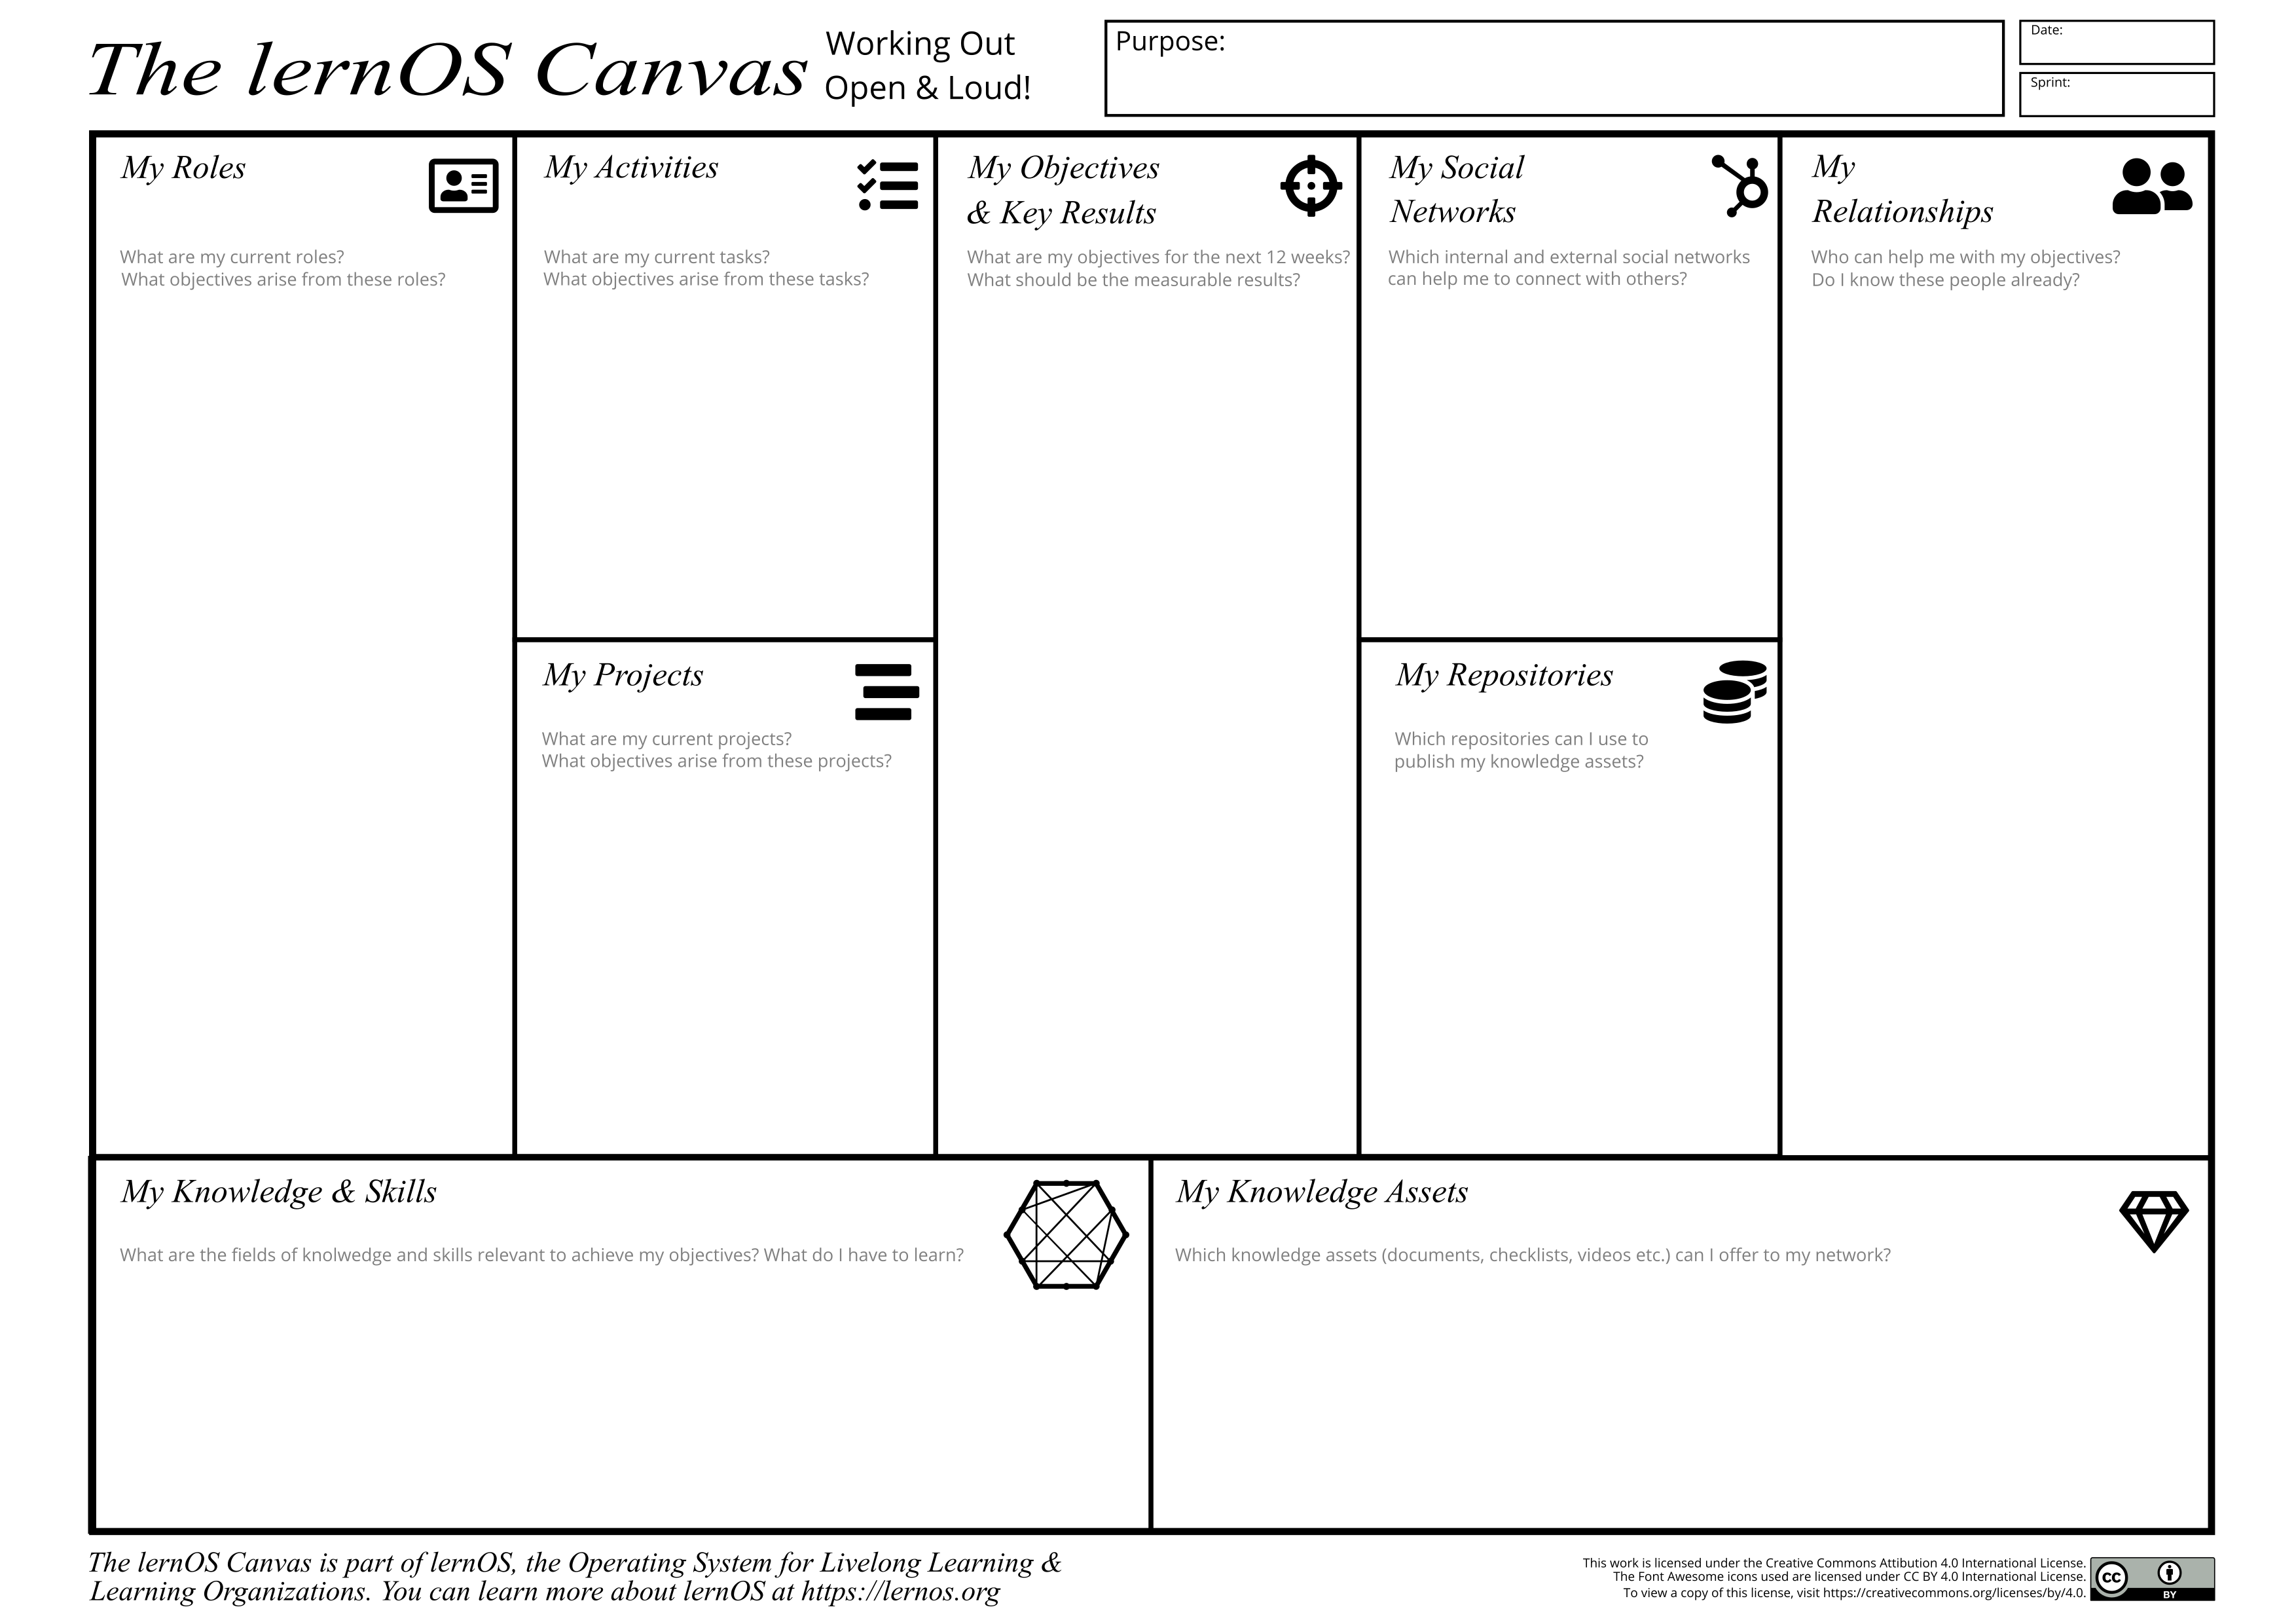 The lernOS Canvas
Working Out
Open & Loud!
Purpose:
Date:
Sprint:
My Roles
What are my current roles?
What objectives arise from these roles?
My Activities
What are my current tasks?
What objectives arise from these tasks?
My Projects
What are my current projects?
What objectives arise from these projects?
My Objectives
& Key Results
What are my objectives for the next 12 weeks?
What should be the measurable results?
My Social
Networks
Which internal and external social networks
can help me to connect with others?
My Repositories
Which repositories can I use to
publish my knowledge assets?
My
Relationships
Who can help me with my objectives?
Do I know these people already?
My Knowledge & Skills
What are the fields of knolwedge and skills relevant to achieve my objectives? What do I have to learn?
My Knowledge Assets
Which knowledge assets (documents, checklists, videos etc.) can I offer to my network?
The lernOS Canvas is part of lernOS, the Operating System for Livelong Learning &
Learning Organizations. You can learn more about lernOS at https://lernos.org
This work is licensed under the Creative Commons Attibution 4.0 International License.
The Font Awesome icons used are licensed under CC BY 4.0 International License.
To view a copy of this license, visit https://creativecommons.org/licenses/by/4.0.
cc
BY